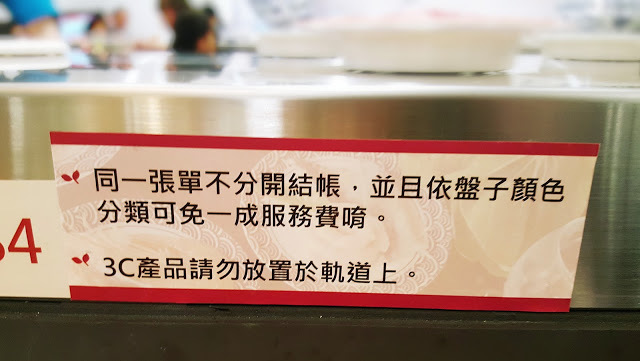 同一張單不分開結帳，並且依盤子顏色
分類可免一成服務費唷。
3C產品請勿放置於軌道上。
34